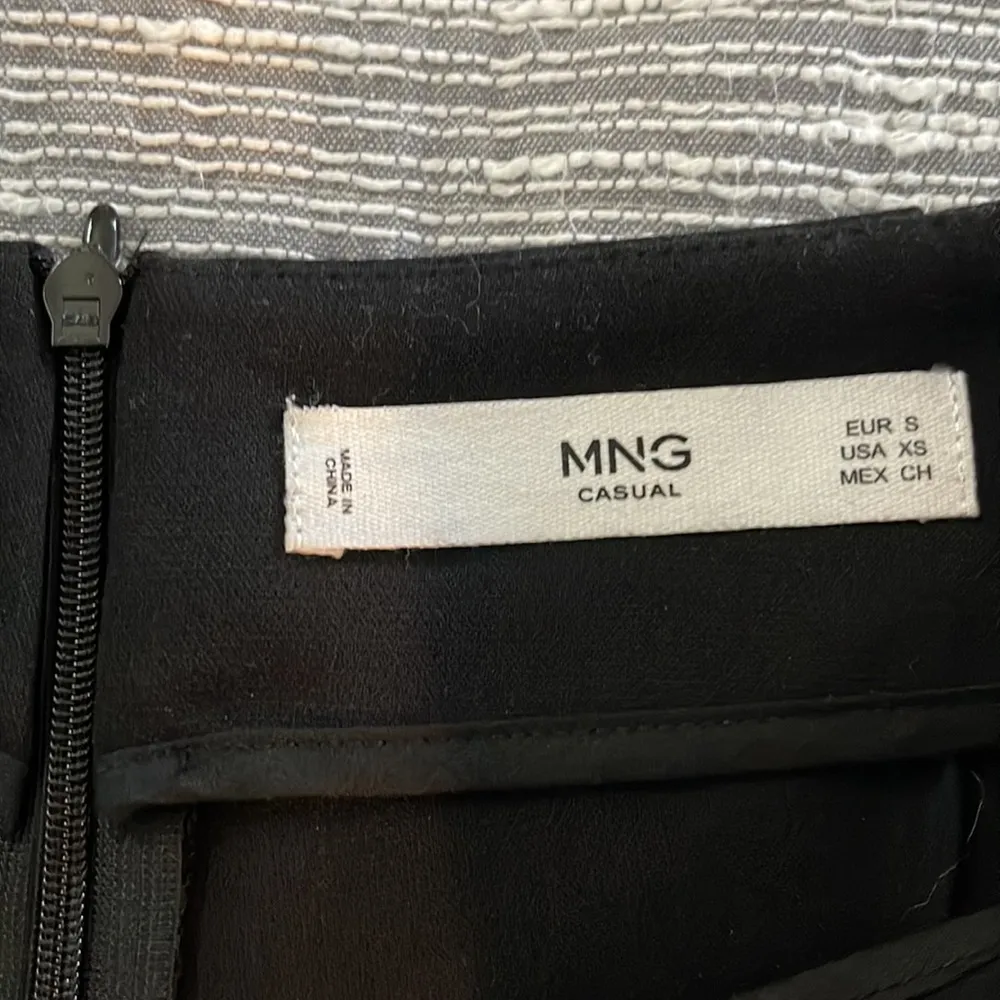 MADE IN
CHINA
MNG
CASUAL
EUR S
USA XS
MEX CH